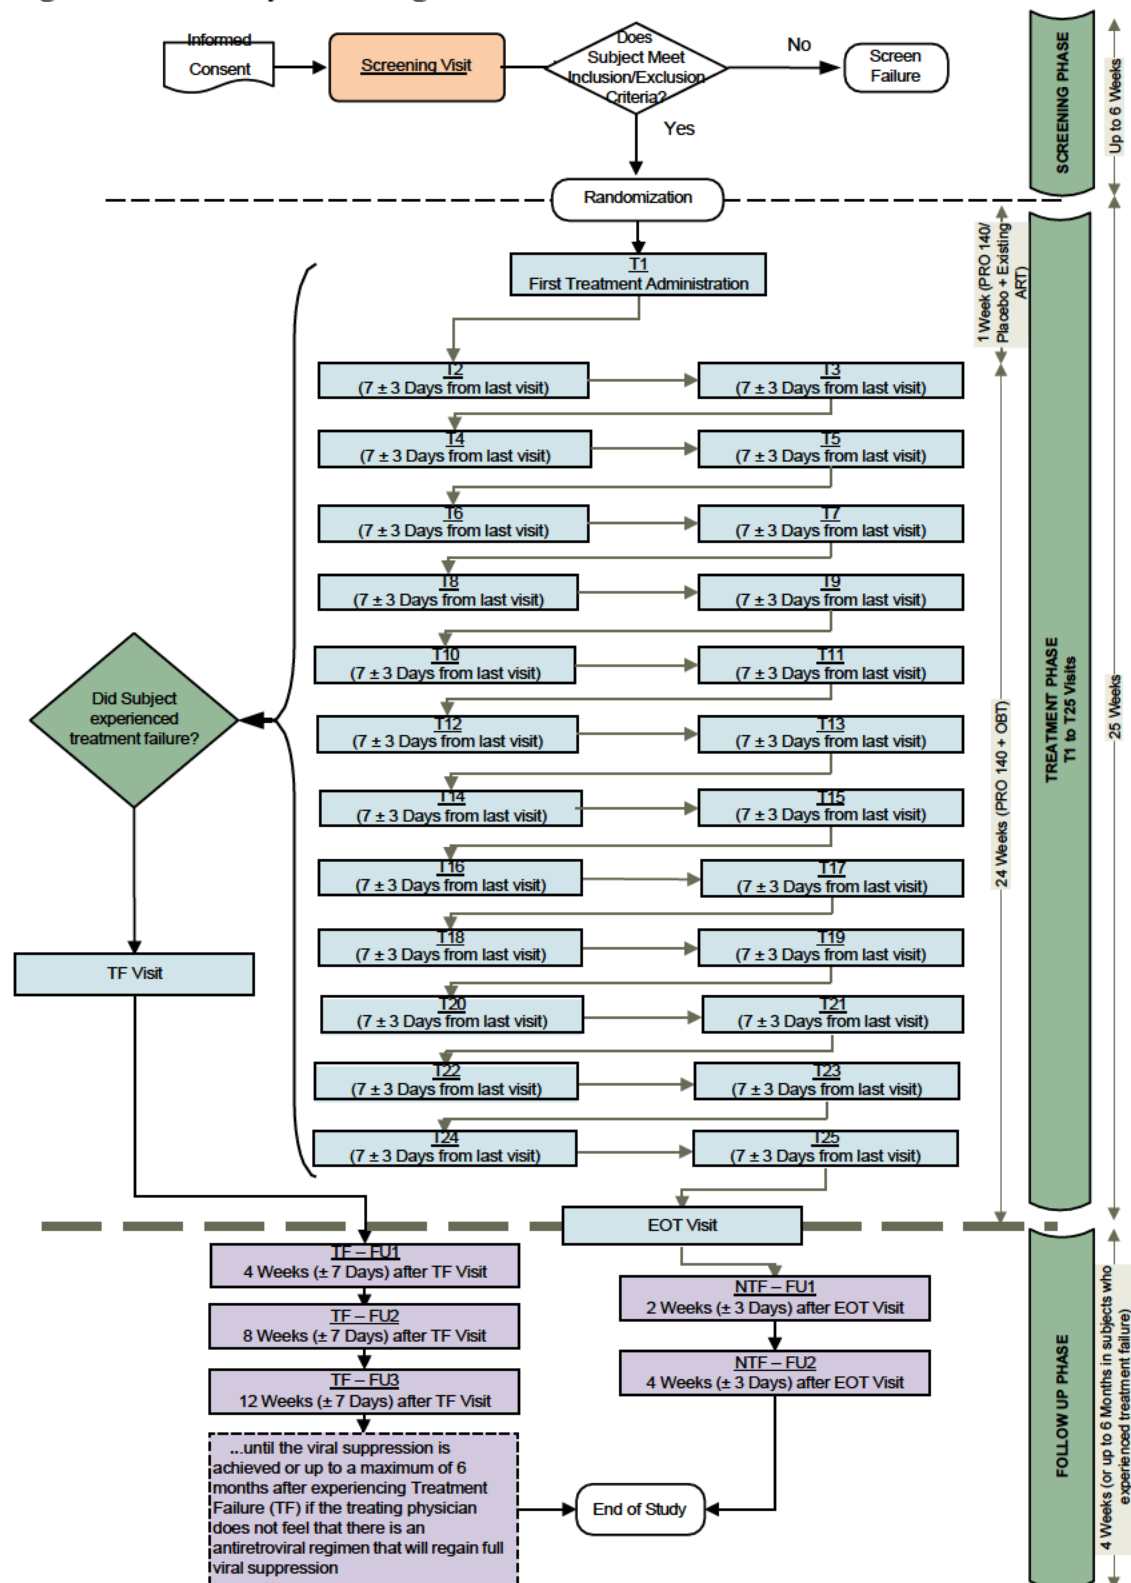 Informed
Consent
Screening Visit
Does
Subject Meet
Inclusion/Exclusion
Criteria?
No
Screen
Failure
Yes
Randomization
T1
First Treatment Administration
T2
(7 ± 3 Days from last visit)
T3
(7 ± 3 Days from last visit)
T4
(7 ± 3 Days from last visit)
T5
(7 ± 3 Days from last visit)
T6
(7 ± 3 Days from last visit)
T7
(7 ± 3 Days from last visit)
T8
(7 ± 3 Days from last visit)
T9
(7 ± 3 Days from last visit)
T10
(7 ± 3 Days from last visit)
T11
(7 ± 3 Days from last visit)
T12
(7 ± 3 Days from last visit)
T13
(7 ± 3 Days from last visit)
T14
(7 ± 3 Days from last visit)
T15
(7 ± 3 Days from last visit)
T16
(7 ± 3 Days from last visit)
T17
(7 ± 3 Days from last visit)
T18
(7 ± 3 Days from last visit)
T19
(7 ± 3 Days from last visit)
T20
(7 ± 3 Days from last visit)
T21
(7 ± 3 Days from last visit)
T22
(7 ± 3 Days from last visit)
T23
(7 ± 3 Days from last visit)
T24
(7 ± 3 Days from last visit)
T25
(7 ± 3 Days from last visit)
Did Subject
experienced
treatment failure?
TF Visit
EOT Visit
TF – FU1
4 Weeks (± 7 Days) after TF Visit
TF – FU2
8 Weeks (± 7 Days) after TF Visit
TF – FU3
12 Weeks (± 7 Days) after TF Visit
...until the viral suppression is
achieved or up to a maximum of 6
months after experiencing Treatment
Failure (TF) if the treating physician
does not feel that there is an
antiretroviral regimen that will regain full
viral suppression
NTF – FU1
2 Weeks (± 3 Days) after EOT Visit
NTF – FU2
4 Weeks (± 3 Days) after EOT Visit
End of Study
SCREENING PHASE
Up to 6 Weeks
1 Week (PRO 140/
Placebo + Existing
ART)
24 Weeks (PRO 140 + OBT)
TREATMENT PHASE
T1 to T25 Visits
25 Weeks
FOLLOW UP PHASE
4 Weeks (or up to 6 Months in subjects who
experienced treatment failure)